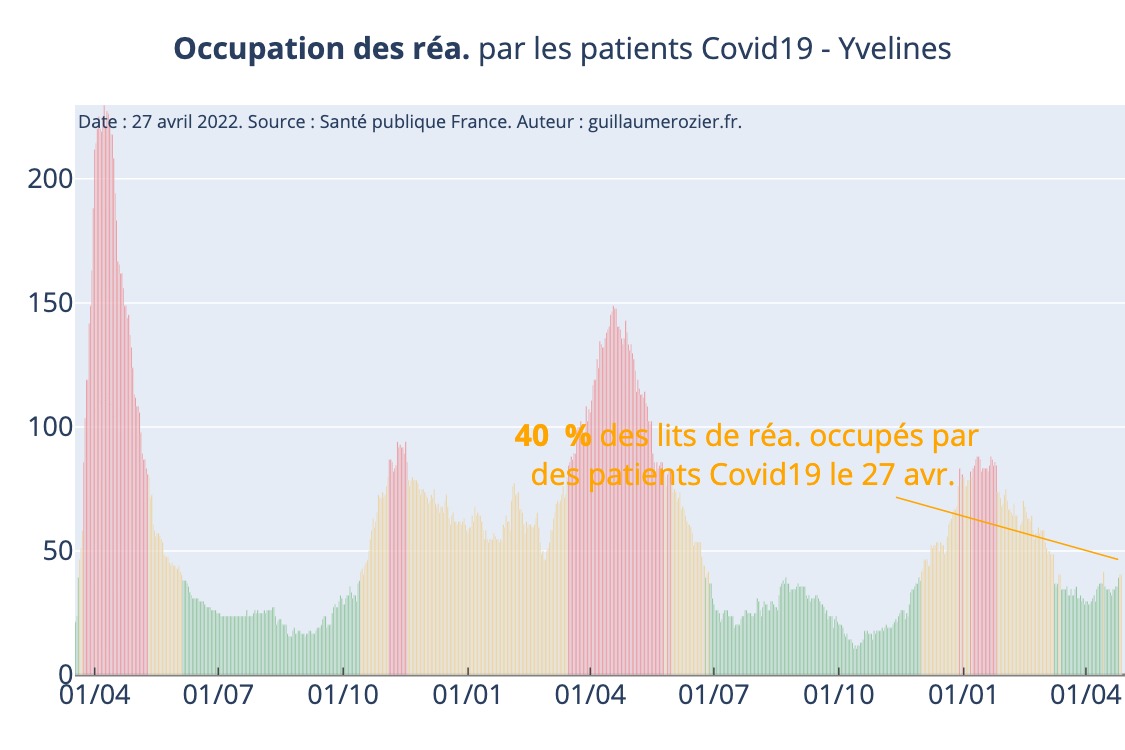 Occupation des réa. par les patients Covid19 - Yvelines
Date : 27 avril 2022. Source : Santé publique France. Auteur : guillaumerozier.fr.
200
150
100
50
0
40 % des lits de réa. occupés par
des patients Covid19 le 27 avr.
01/04 01/07 01/10 01/01 01/04 01/07 01/10 01/01 01/04